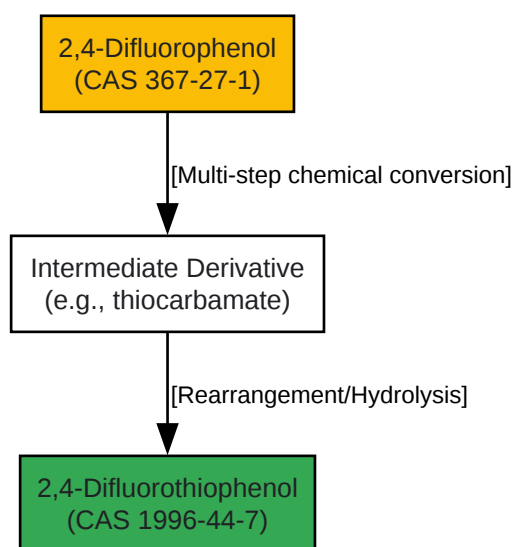 2,4-Difluorophenol
(CAS 367-27-1)
[Multi-step chemical conversion]
Intermediate Derivative
(e.g., thiocarbamate)
[Rearrangement/Hydrolysis]
2,4-Difluorothiophenol
(CAS 1996-44-7)